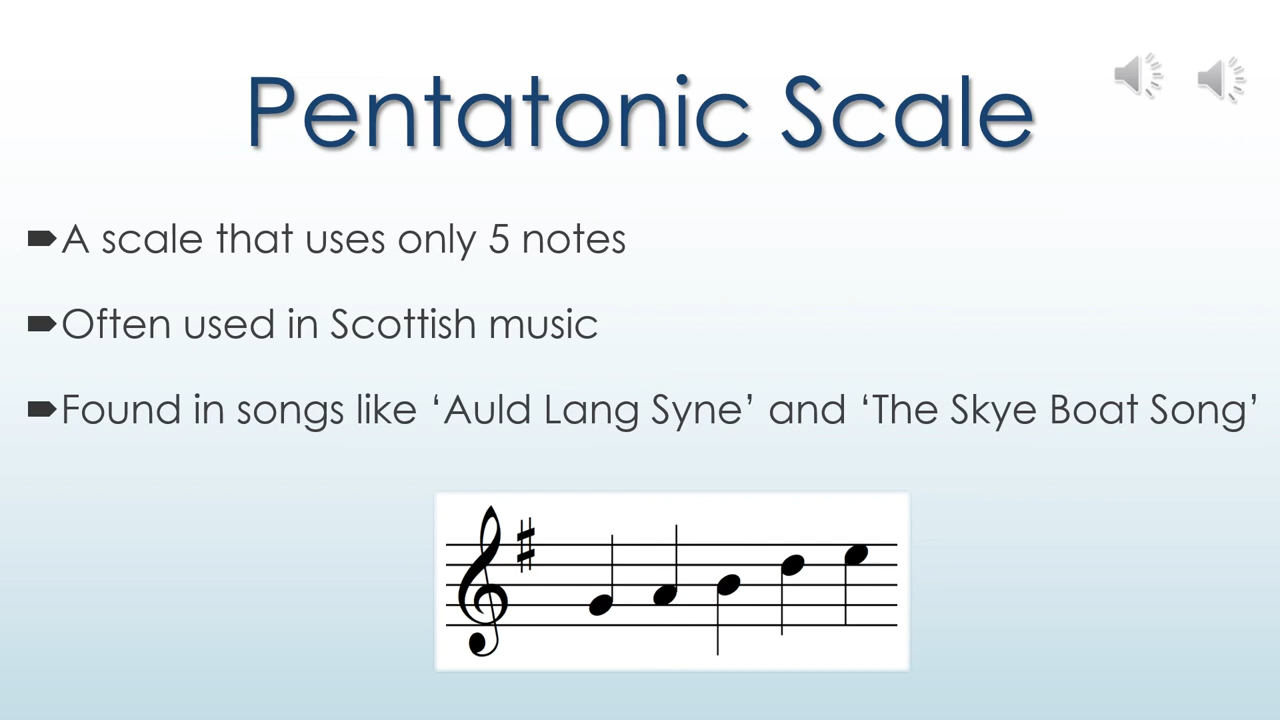 Pentatonic Scale
A scale that uses only 5 notes
Often used in Scottish music
Found in songs like ‘Auld Lang Syne’ and ‘The Skye Boat Song’